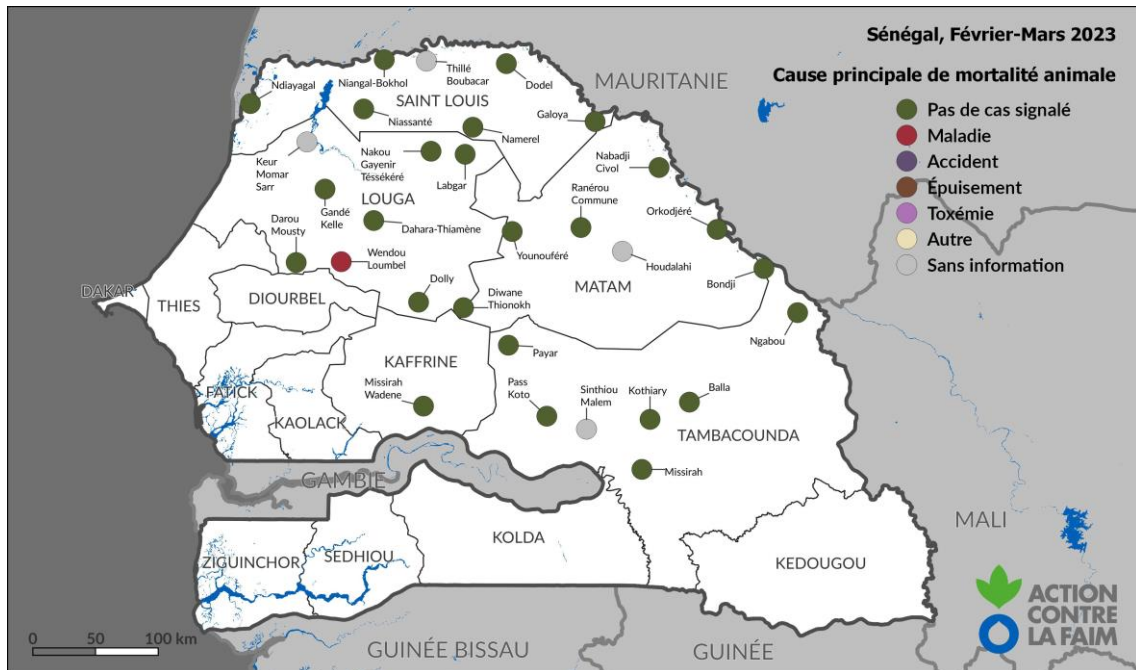 Sénégal, Février-Mars 2023
Cause principale de mortalité animale
Pas de cas signalé
Maladie
Accident
Épuisement
Toxémie
Autre
Sans information
MAURITANIE
Ndiayagal
Niangal-Bokhol
Thillé
Boubacar
Dodel
SAINT LOUIS
Niassanté
Galoya
Namerel
Keur
Momar
Sarr
Nakou
Gayenir
Téssékéré
Labgar
Nabadji
Civol
LOUGA
Gandé
Kelle
Ranérou
Commune
Orkodjéré
Darou
Mousty
Dahara-Thiamène
Younouféré
Wendou
Loumbel
Houdalahi
Bondji
Dolly
Diwane
Thionokh
MATAM
DAKAR
THIES
DIOURBEL
Ngabou
Payar
KAFFRINE
Missirah
Wadene
Pass
Koto
Sinthiou
Malem
Kothiary
Balla
FATICK
KAOLACK
TAMBACOUNDA
Missirah
GAMBIE
MALI
KOLDA
ZIGUINCHOR
SEDHIOU
KEDOUGOU
GUINÉE BISSAU
GUINÉE
0 50 100 km
ACTION
CONTRE
LA FAIM